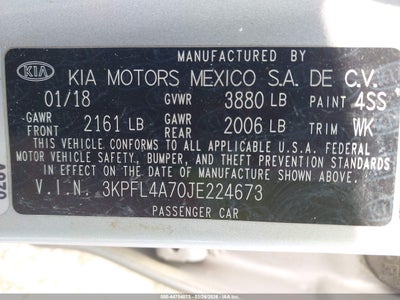 MANUFACTURED BY
KIA KIA MOTORS MEXICO S.A. DE C.V.
01/18 GVWR 3880 LB PAINT 4SS
GAWR FRONT 2161 LB GAWR REAR 2006 LB TRIM WK
THIS VEHICLE CONFORMS TO ALL APPLICABLE U.S.A. FEDERAL
MOTOR VEHICLE SAFETY, BUMPER, AND THEFT PREVENTION STANDARDS
IN EFFECT ON THE DATE OF MANUFACTURE SHOWN ABOVE.
V.I.N. 3KPFL4A70JE224673
PASSENGER CAR